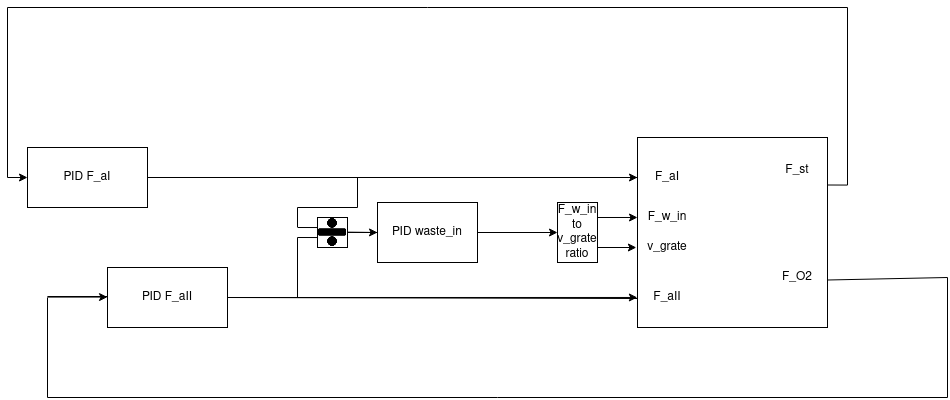 F_st
PID F_aI
F_aI
F_w_in
to
v_grate
ratio
F_w_in
PID waste_in
v_grate
F_O2
PID F_aII
F_aII